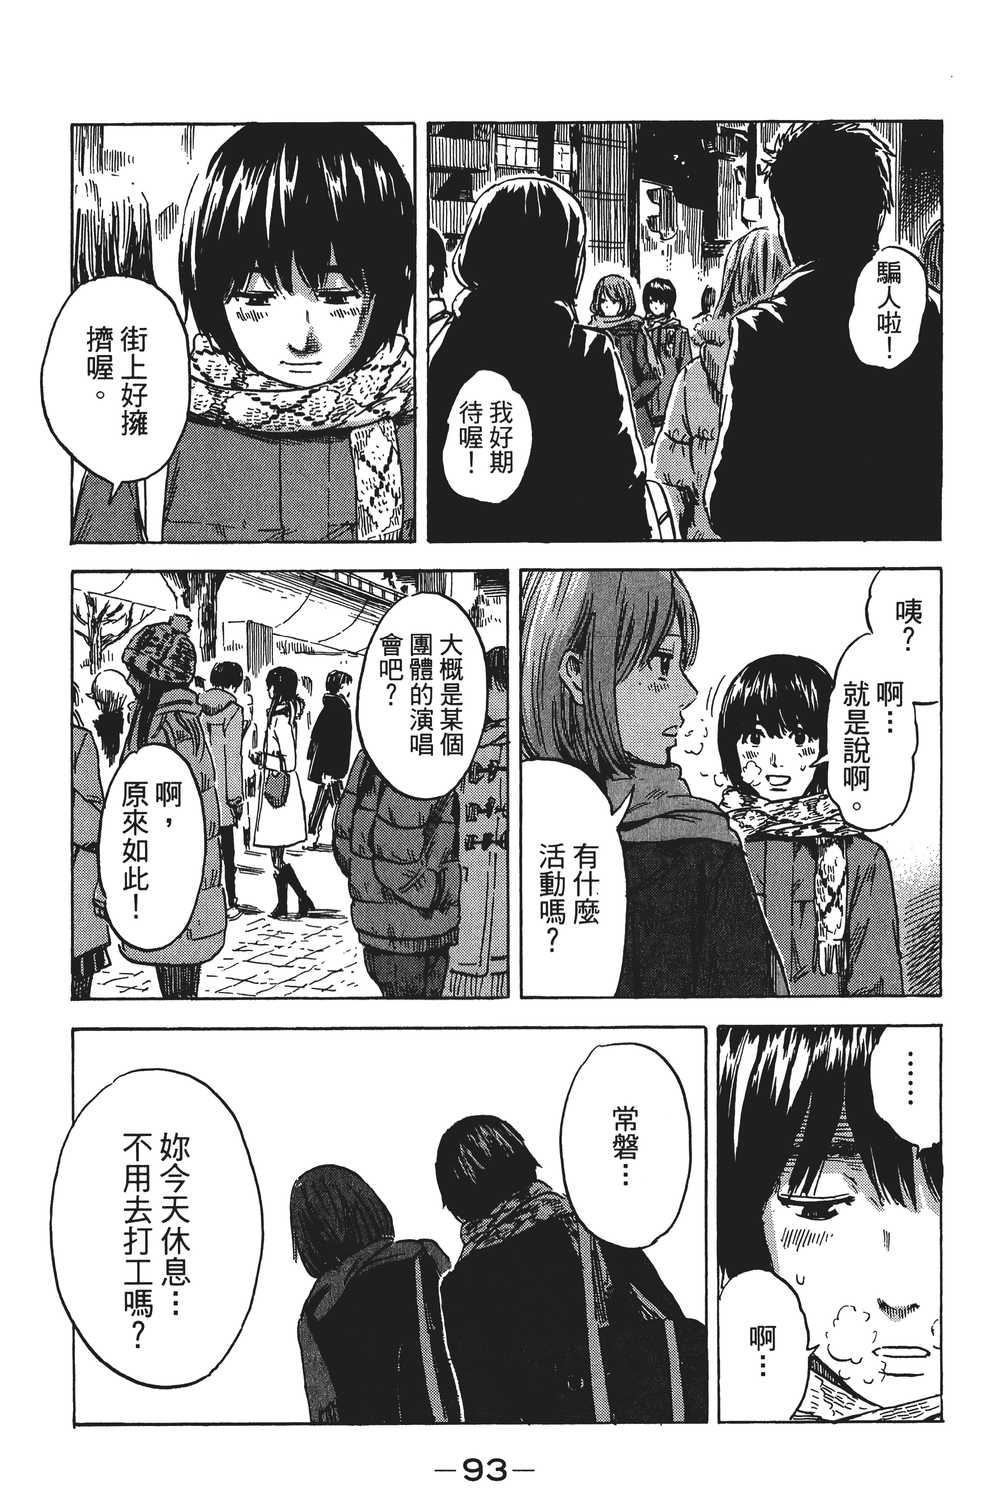 騙人啦！
我好期
待喔！
街上好擁
擠喔。
咦？
啊…
就是說啊。
有什麼
活動嗎？
大概是某個
團體的演唱
會吧？
啊，
原來如此！
……
啊…
常磐…
妳今天休息…
不用去打工嗎？
—93—